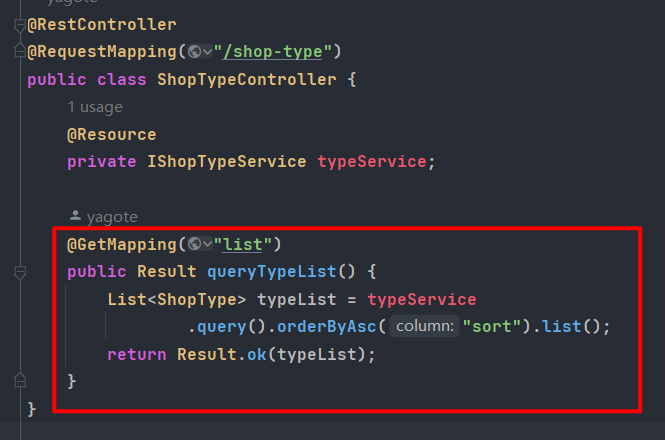 yagote
@RestController
@RequestMapping("/shop-type")
public class ShopTypeController {
1 usage
@Resource
private IShopTypeService typeService;
yagote
@GetMapping("list")
public Result queryTypeList() {
List<ShopType> typeList = typeService
.query().orderByAsc( column: "sort").list();
return Result.ok(typeList);
}
}